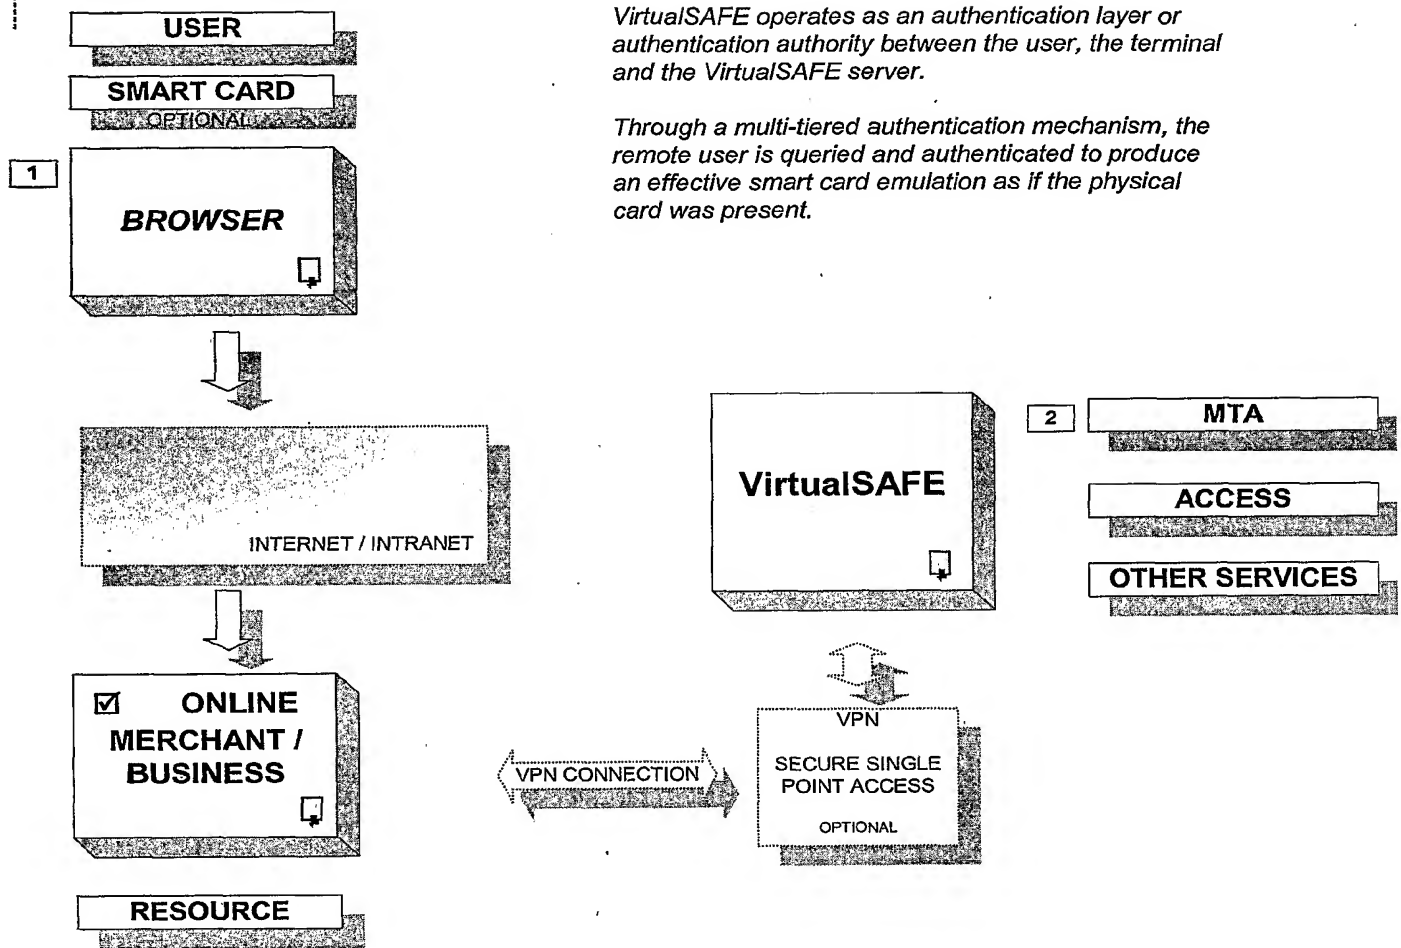 USER
SMART CARD
OPTIONAL
1
BROWSER
INTERNET / INTRANET
ONLINE
MERCHANT /
BUSINESS
RESOURCE
VirtualSAFE operates as an authentication layer or
authentication authority between the user, the terminal
and the VirtualSAFE server.
Through a multi-tiered authentication mechanism, the
remote user is queried and authenticated to produce
an effective smart card emulation as if the physical
card was present.
VirtualSAFE
2
MTA
ACCESS
OTHER SERVICES
VPN CONNECTION
VPN
SECURE SINGLE
POINT ACCESS
OPTIONAL